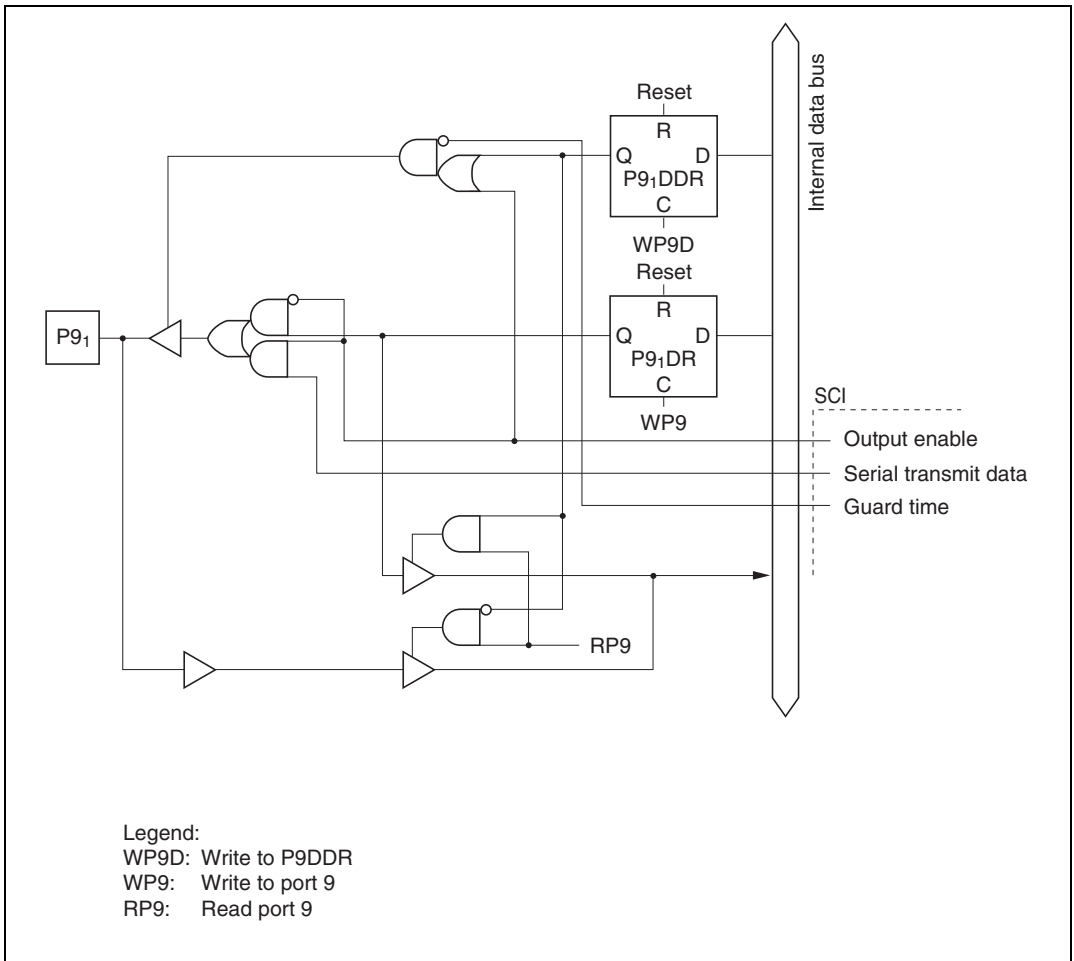 Reset
R
Q D
P9₁DDR
C
WP9D
Internal data bus
Reset
R
P9₁
Q D
P9₁DR
C
WP9
SCI
Output enable
Serial transmit data
Guard time
RP9
Legend:
WP9D: Write to P9DDR
WP9: Write to port 9
RP9: Read port 9